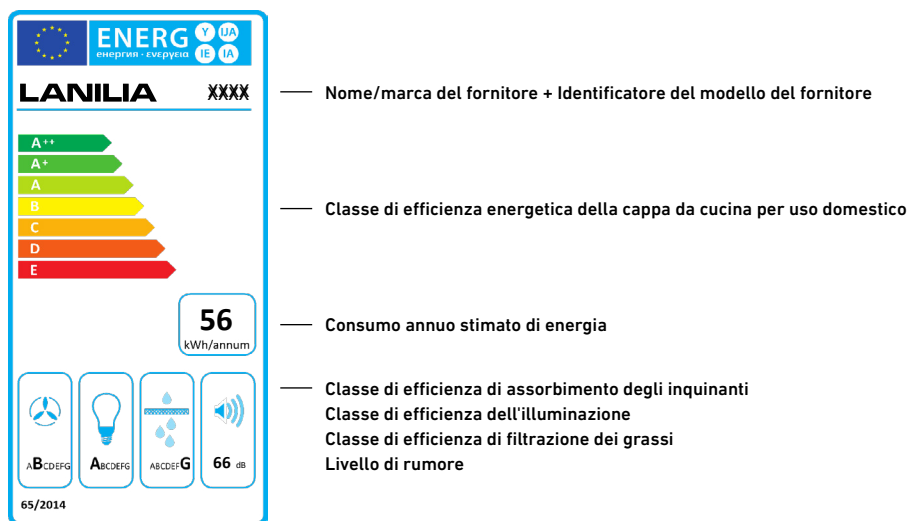 ENERG Y UA
енергия · ενεργεια IE IA
LANILIA XXXX
Nome/marca del fornitore + Identificatore del modello del fornitore
A++
A+
A
B
C
D
E
Classe di efficienza energetica della cappa da cucina per uso domestico
56
kWh/annum
Consumo annuo stimato di energia
Classe di efficienza di assorbimento degli inquinanti
Classe di efficienza dell'illuminazione
Classe di efficienza di filtrazione dei grassi
Livello di rumore
ABCDEFG
ABCDEFG
ABCDEFG
66 dB
65/2014